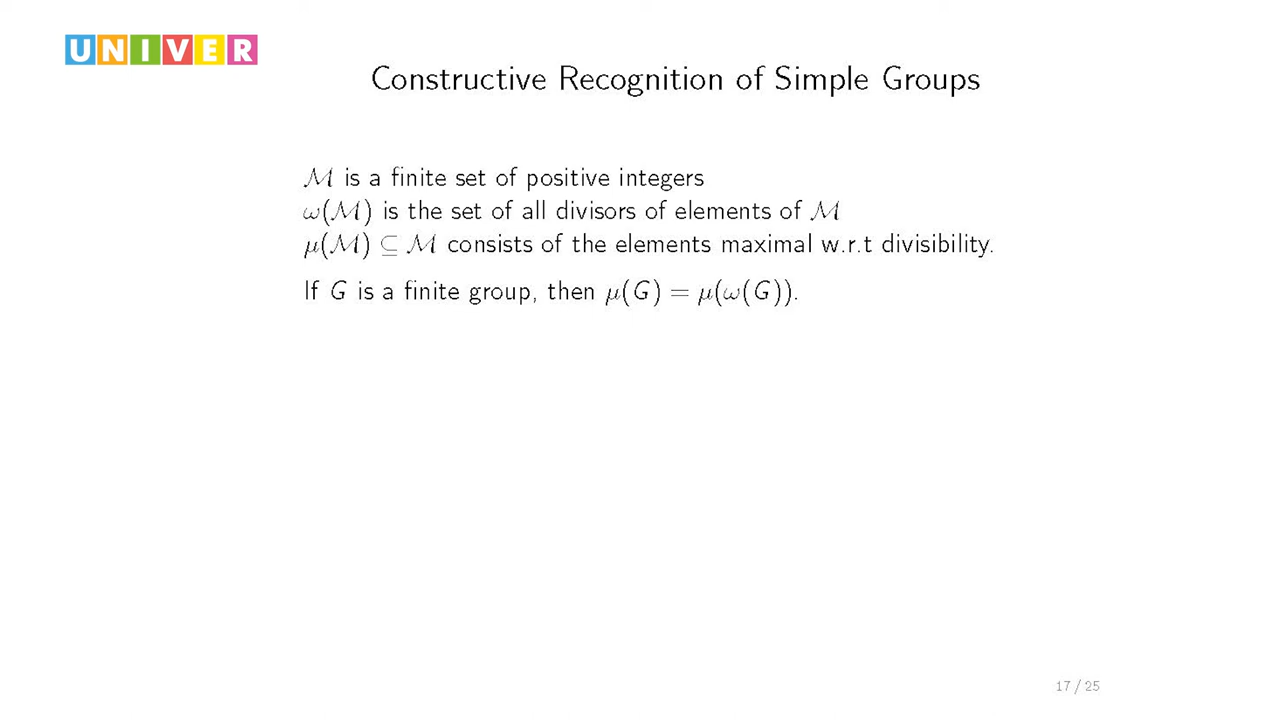 UNIVER
Constructive Recognition of Simple Groups
ℳ is a finite set of positive integers
ω(ℳ) is the set of all divisors of elements of ℳ
μ(ℳ) ⊆ ℳ consists of the elements maximal w.r.t divisibility.
If G is a finite group, then μ(G) = μ(ω(G)).
17 / 25